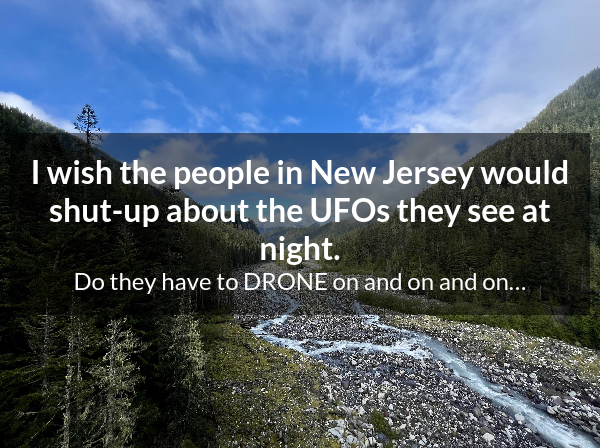 I wish the people in New Jersey would
shut-up about the UFOs they see at
night.
Do they have to DRONE on and on and on...